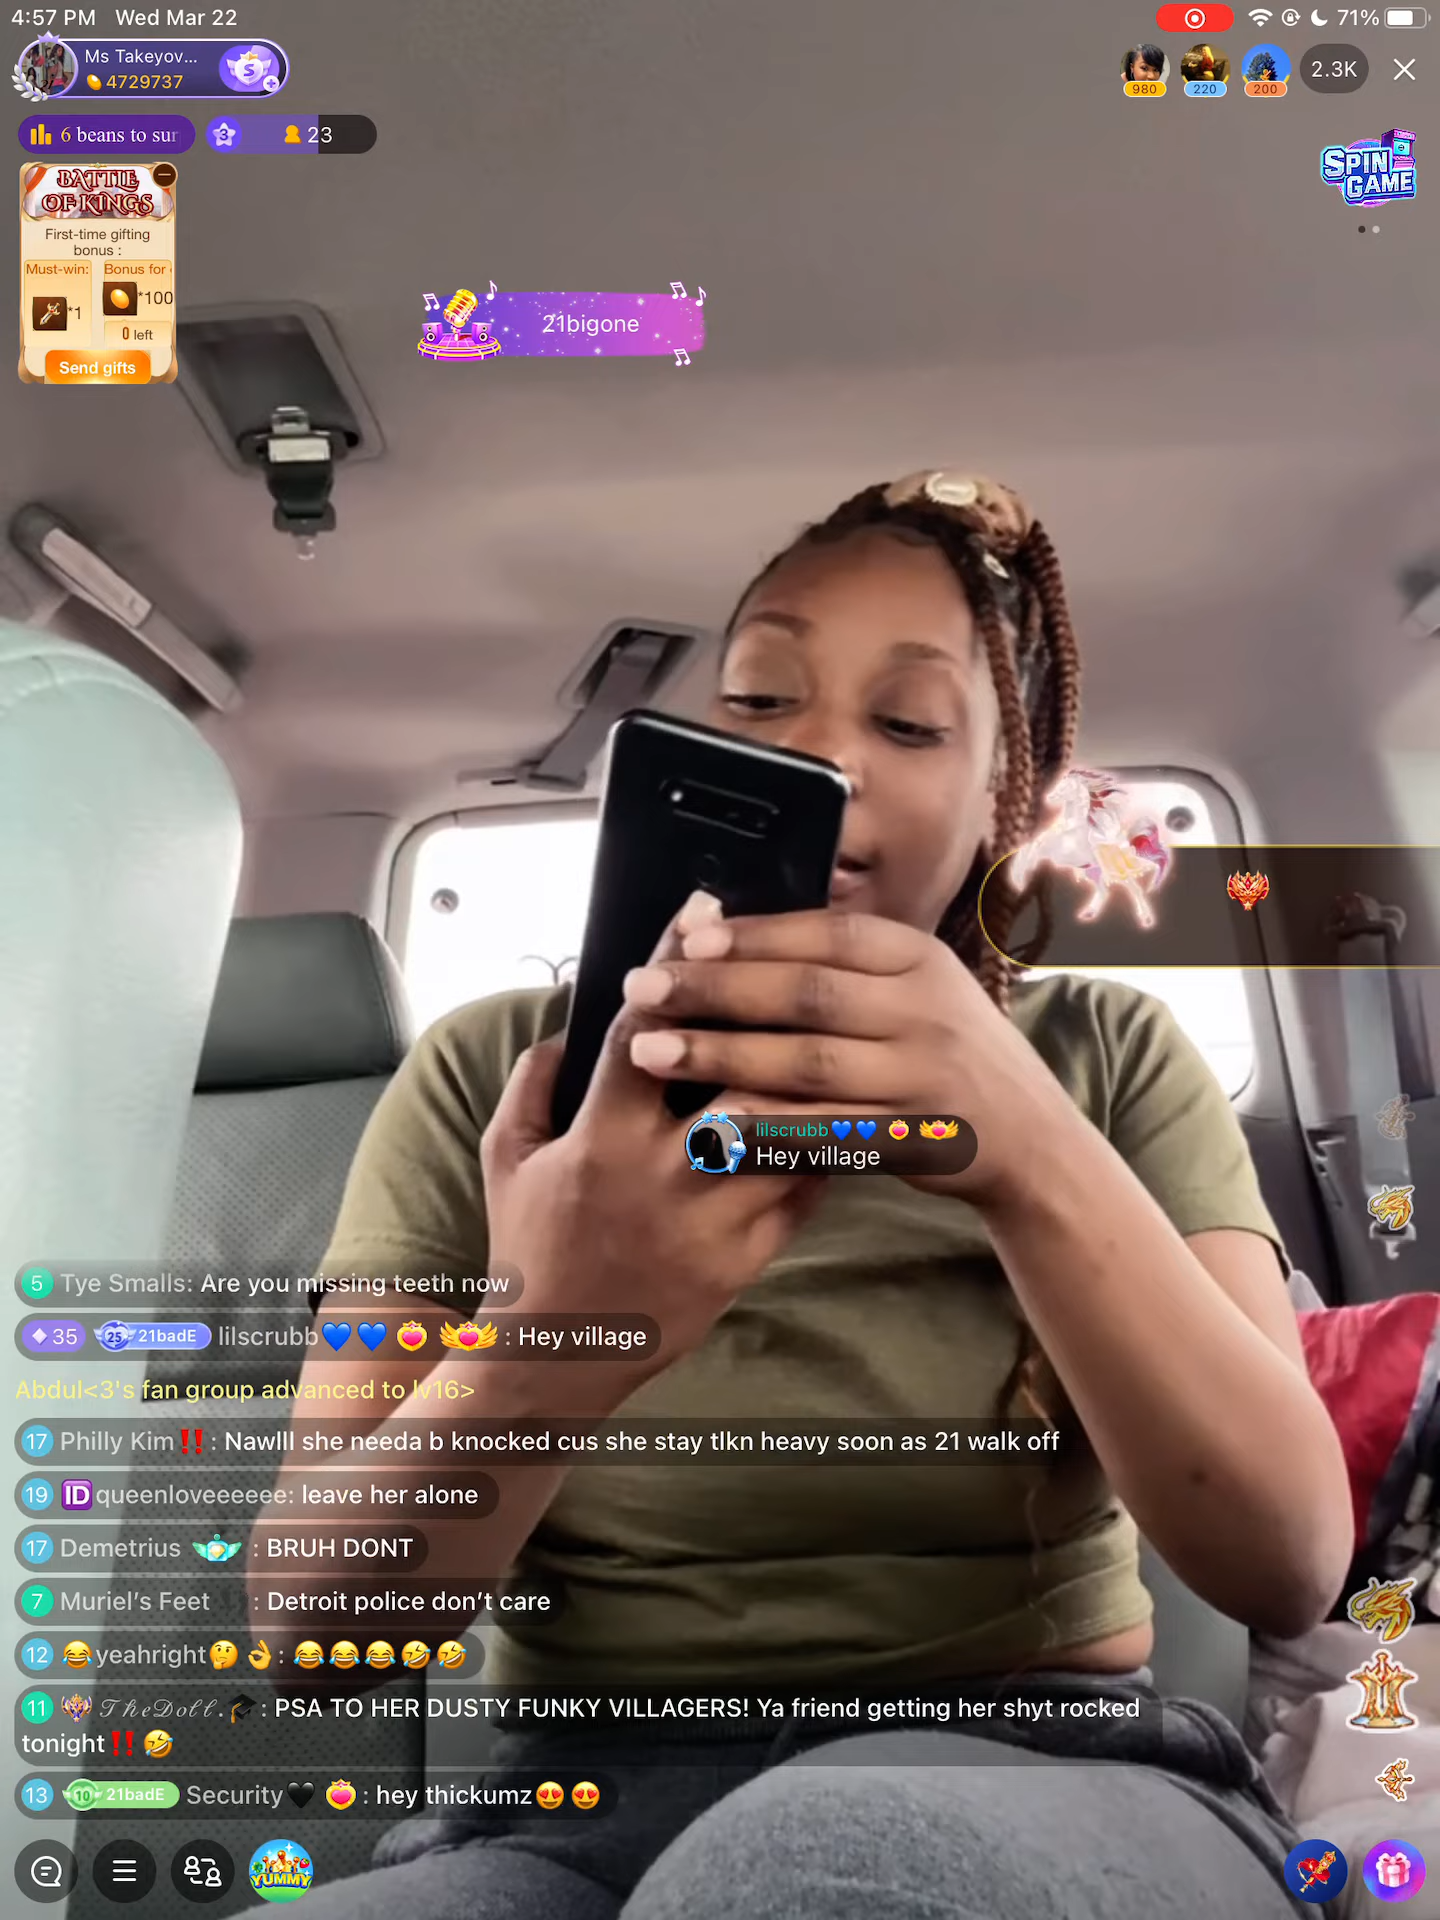 4:57 PM Wed Mar 22
71%
Ms Takeyov...
4729737
S
980
220
200
2.3K
6 beans to sur
3
23
BATTLE
OF KINGS
First-time gifting
bonus :
Must-win:
Bonus for
*1
*100
0 left
Send gifts
SPIN
GAME
21bigone
lilscrubb💙💙
Hey village
5 Tye Smalls: Are you missing teeth now
35 25 21badE lilscrubb💙💙 : Hey village
Abdul<3's fan group advanced to lv16>
17 Philly Kim‼️: Nawlll she needa b knocked cus she stay tlkn heavy soon as 21 walk off
19 🆔queenloveeeeee: leave her alone
17 Demetrius : BRUH DONT
7 Muriel's Feet : Detroit police don't care
12 😂yeahright🤔👌: 😂😂😂🤣🤣
11 𝒯𝒽𝑒𝒟𝑜𝓁𝓁.🎓: PSA TO HER DUSTY FUNKY VILLAGERS! Ya friend getting her shyt rocked
tonight‼️🤣
13 10 21badE Security🖤 : hey thickumz😍😍
YUMMY